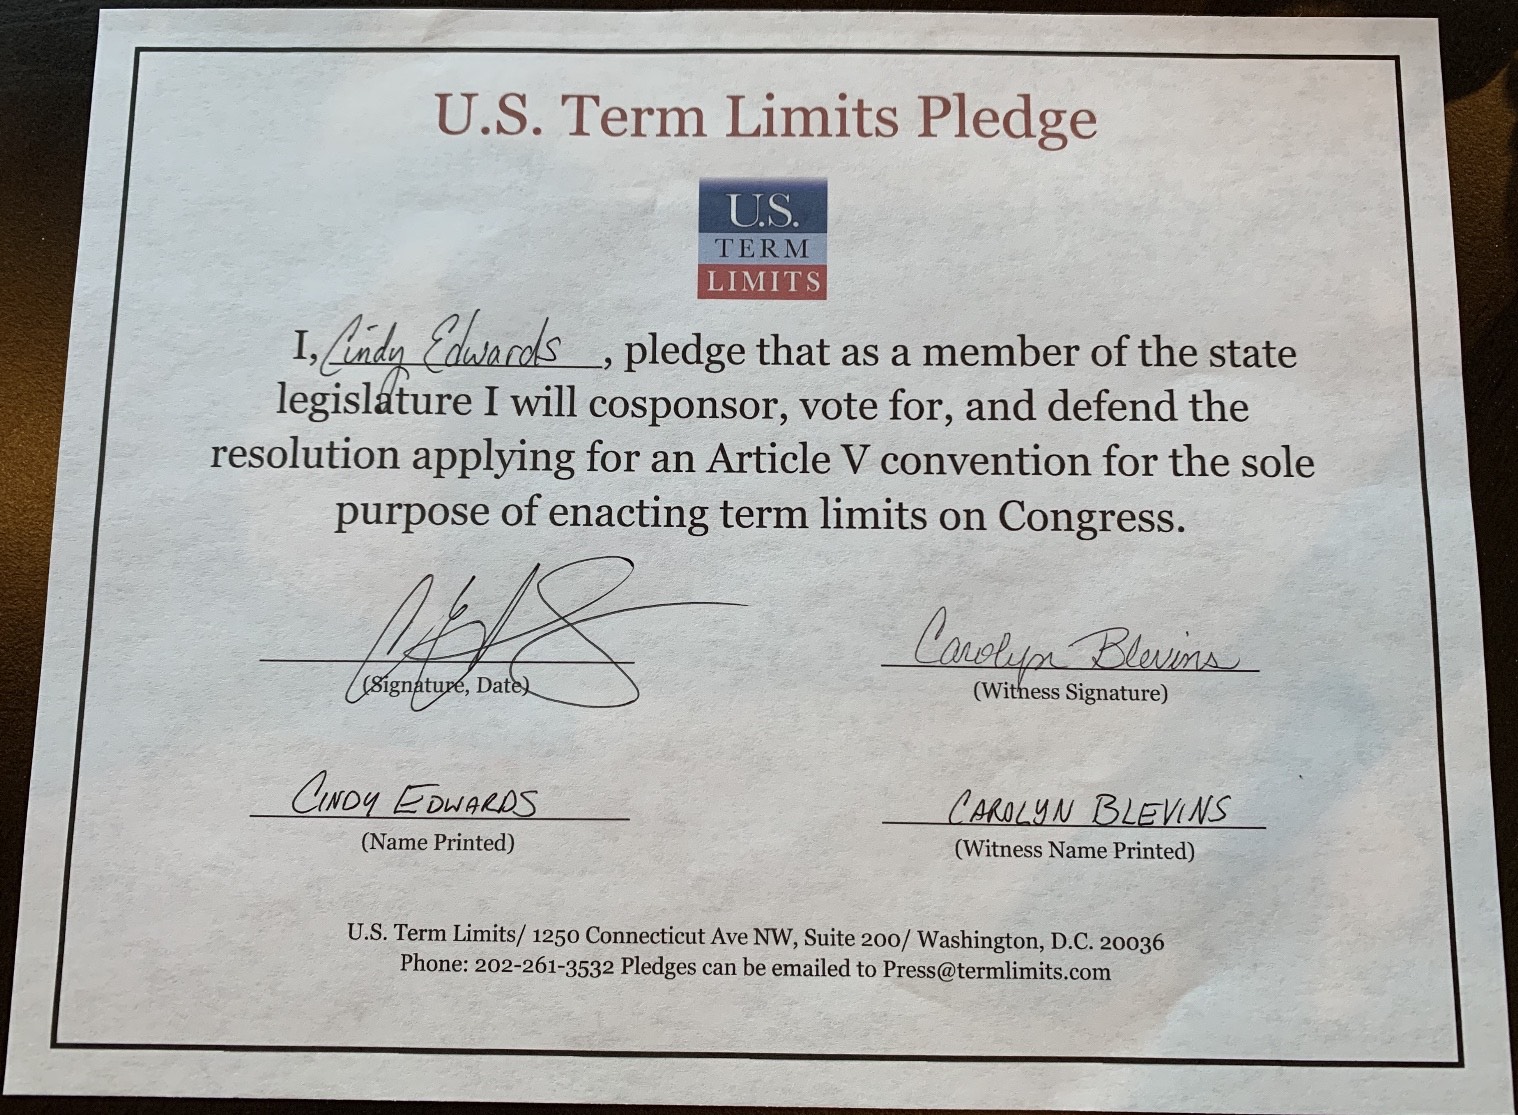 U.S. Term Limits Pledge
U.S.
TERM
LIMITS
I, Cindy Edwards, pledge that as a member of the state
legislature I will cosponsor, vote for, and defend the
resolution applying for an Article V convention for the sole
purpose of enacting term limits on Congress.
Carolyn Blevins
(Signature, Date)
(Witness Signature)
CINDY EDWARDS
CAROLYN BLEVINS
(Name Printed)
(Witness Name Printed)
U.S. Term Limits/ 1250 Connecticut Ave NW, Suite 200/ Washington, D.C. 20036
Phone: 202-261-3532 Pledges can be emailed to Press@termlimits.com